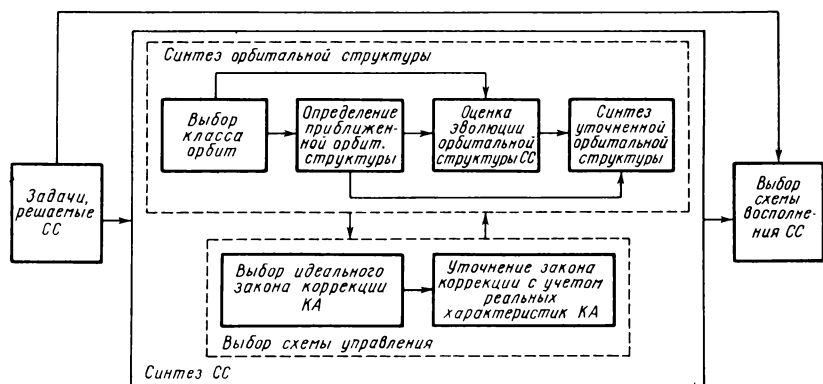 Синтез орбитальной структуры
Выбор
класса
орбит
Определение
приближен-
ной орбит.
структуры
Оценка
эволюции
орбитальной
структуры СС
Синтез
уточненной
орбитальной
структуры
Задачи,
решаемые
СС
Выбор
схемы
восполне-
ния СС
Выбор идеального
закона коррекции
КА
Уточнение закона
коррекции с учетом
реальных
характеристик КА
Выбор схемы управления
Синтез СС